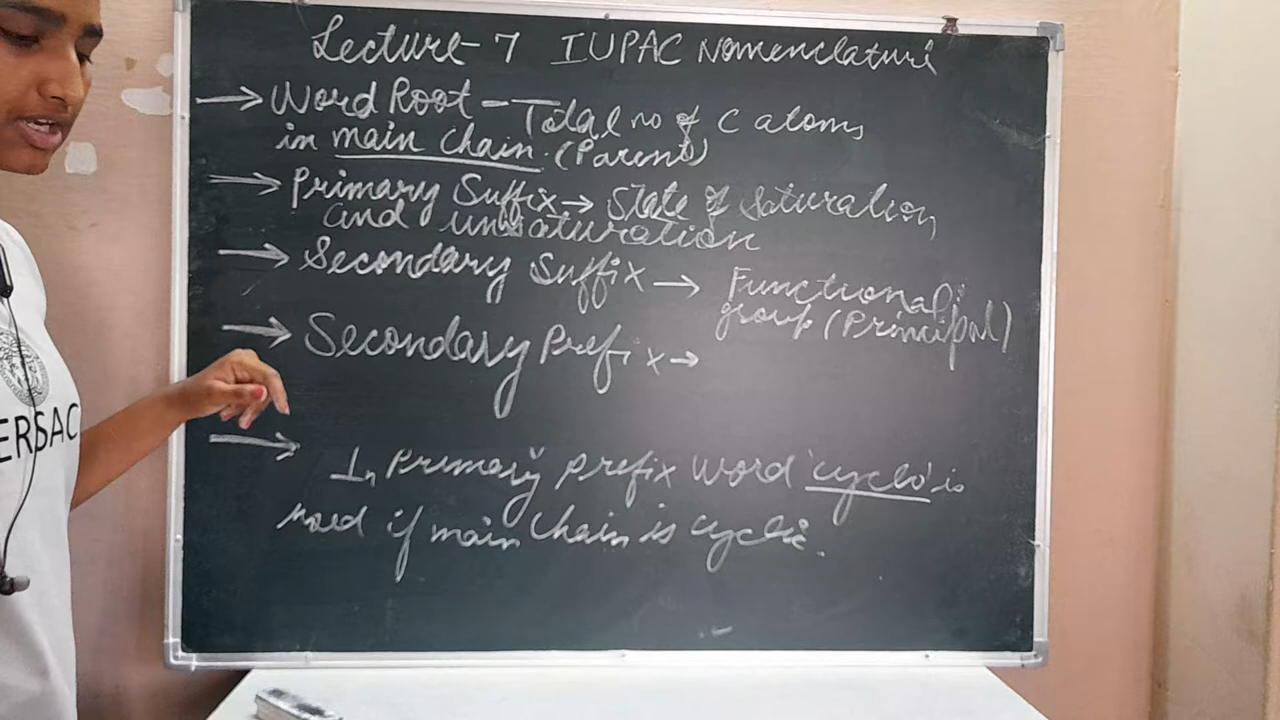 Lecture-7 IUPAC Nomenclature
→ Word Root - Total no of C atoms
in main chain. (Parent)
→ Primary Suffix → State of Saturation
and unsaturation
→ Secondary Suffix → Functional
group (Principal)
→ Secondary Prefix →
→
In Primary prefix word 'cyclo' is
used if main chain is cyclic.
ERSAC